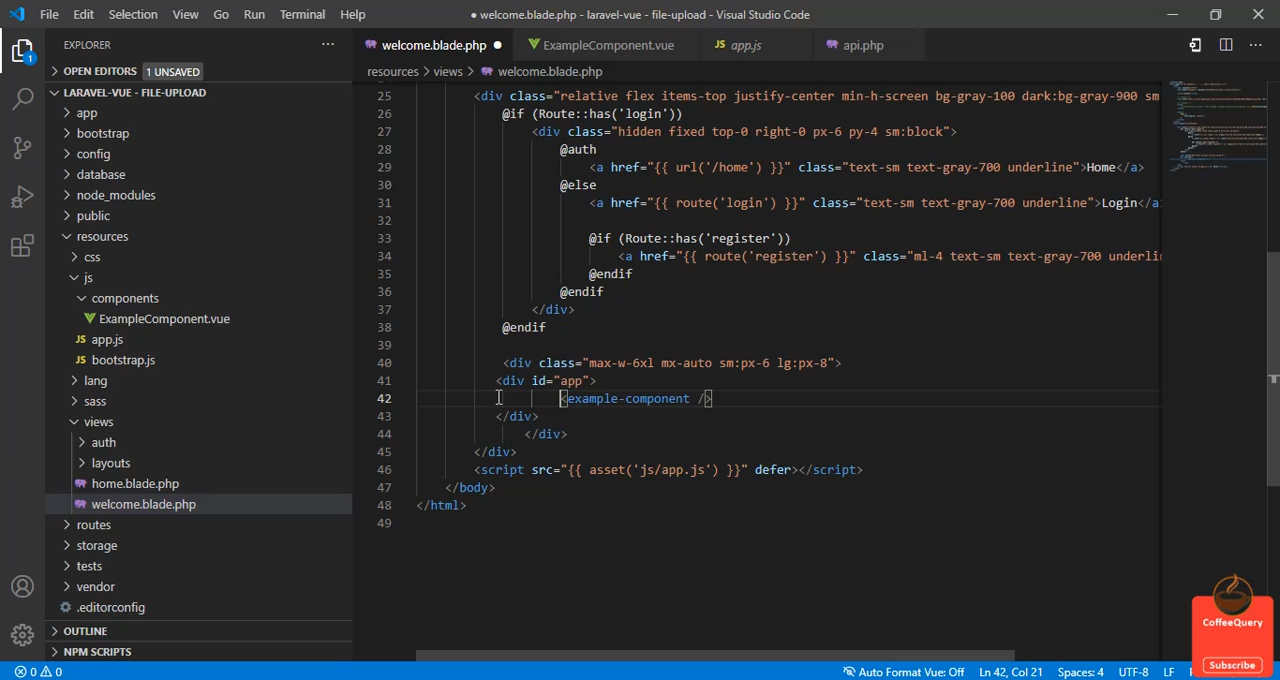 File Edit Selection View Go Run Terminal Help
● welcome.blade.php - laravel-vue - file-upload - Visual Studio Code
EXPLORER
1
OPEN EDITORS 1 UNSAVED
LARAVEL-VUE - FILE-UPLOAD
app
bootstrap
config
database
node_modules
public
resources
css
js
components
ExampleComponent.vue
JS app.js
JS bootstrap.js
lang
sass
views
auth
layouts
home.blade.php
welcome.blade.php
routes
storage
tests
vendor
.editorconfig
OUTLINE
NPM SCRIPTS
welcome.blade.php ExampleComponent.vue JS app.js api.php
resources > views > welcome.blade.php
25 <div class="relative flex items-top justify-center min-h-screen bg-gray-100 dark:bg-gray-900 sm
26 @if (Route::has('login'))
27 <div class="hidden fixed top-0 right-0 px-6 py-4 sm:block">
28 @auth
29 <a href="{{ url('/home') }}" class="text-sm text-gray-700 underline">Home</a>
30 @else
31 <a href="{{ route('login') }}" class="text-sm text-gray-700 underline">Login</a
32
33 @if (Route::has('register'))
34 <a href="{{ route('register') }}" class="ml-4 text-sm text-gray-700 underlin
35 @endif
36 @endif
37 </div>
38 @endif
39
40 <div class="max-w-6xl mx-auto sm:px-6 lg:px-8">
41 <div id="app">
42 <example-component />
43 </div>
44 </div>
45 </div>
46 <script src="{{ asset('js/app.js') }}" defer></script>
47 </body>
48 </html>
49
CoffeeQuery
Subscribe
0 0 Auto Format Vue: Off Ln 42, Col 21 Spaces: 4 UTF-8 LF